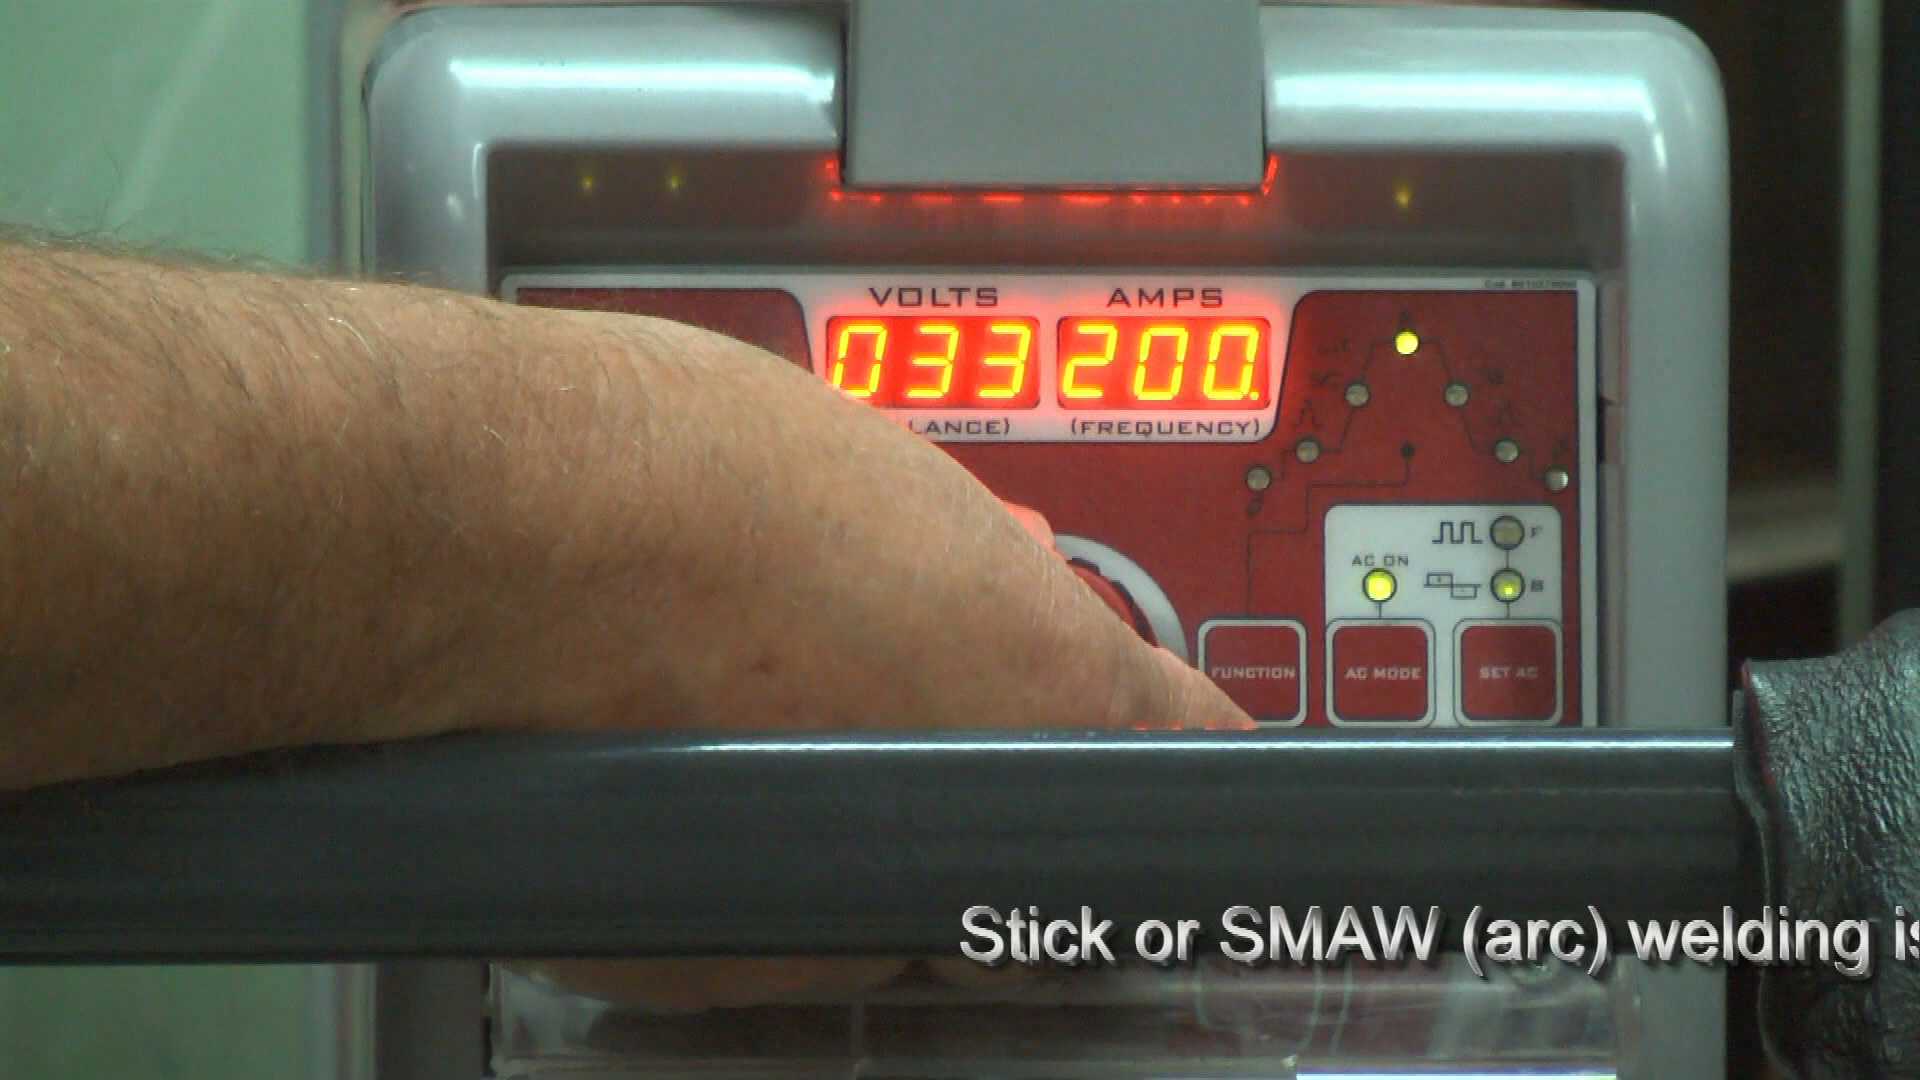 VOLTS AMPS
033 200.
LANCE) (FREQUENCY)
F
AC ON
B
FUNCTION AC MODE SET AC
Stick or SMAW (arc) welding is